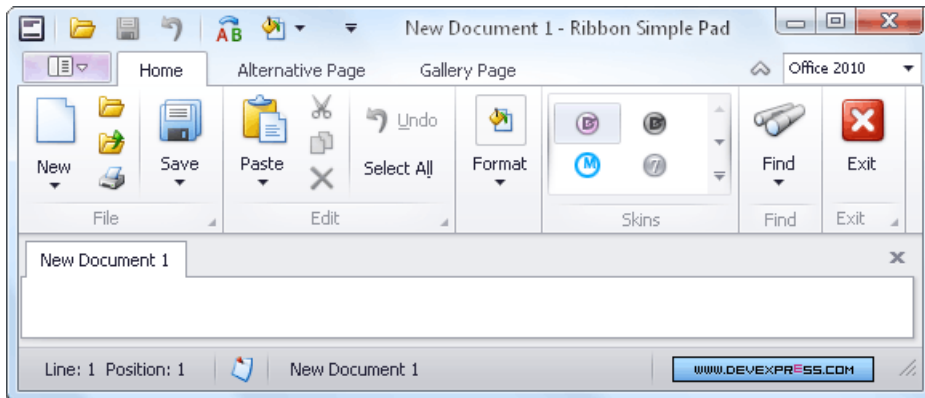 AB New Document 1 - Ribbon Simple Pad
Home Alternative Page Gallery Page Office 2010
New Save Paste Undo Select All Format Find Exit
File Edit Skins Find Exit
New Document 1
Line: 1 Position: 1 New Document 1 WWW.DEVEXPRESS.COM